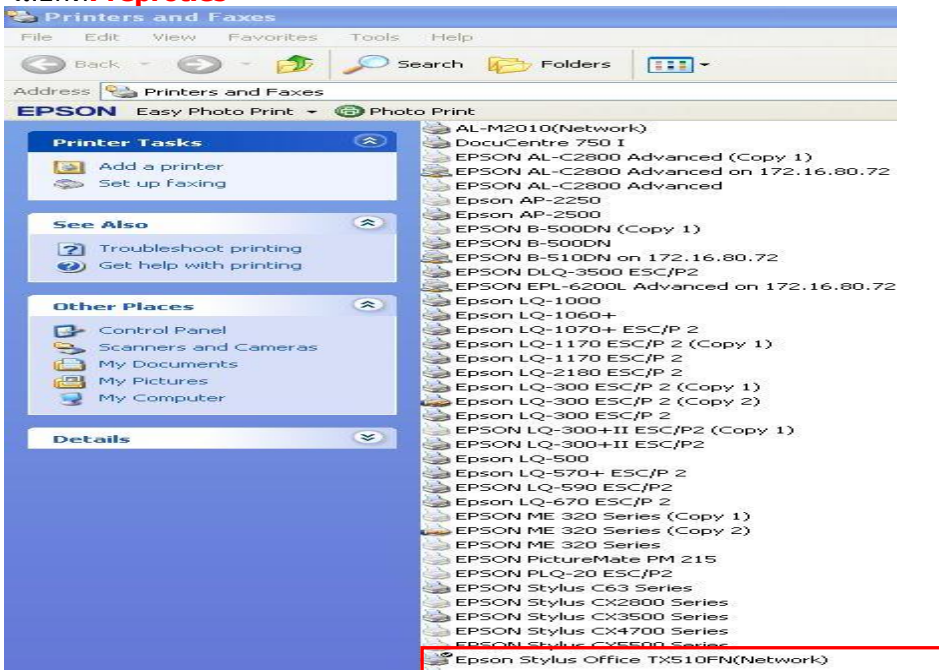 Printers and Faxes
File Edit View Favorites Tools Help
Back Search Folders
Address Printers and Faxes
EPSON Easy Photo Print Photo Print
Printer Tasks
Add a printer
Set up faxing
See Also
Troubleshoot printing
Get help with printing
Other Places
Control Panel
Scanners and Cameras
My Documents
My Pictures
My Computer
Details
AL-M2010(Network)
DocuCentre 750 I
EPSON AL-C2800 Advanced (Copy 1)
EPSON AL-C2800 Advanced on 172.16.80.72
EPSON AL-C2800 Advanced
Epson AP-2250
Epson AP-2500
EPSON B-500DN (Copy 1)
EPSON B-500DN
EPSON B-510DN on 172.16.80.72
EPSON DLQ-3500 ESC/P2
EPSON EPL-6200L Advanced on 172.16.80.72
Epson LQ-1000
Epson LQ-1060+
Epson LQ-1070+ ESC/P 2
Epson LQ-1170 ESC/P 2 (Copy 1)
Epson LQ-1170 ESC/P 2
Epson LQ-2180 ESC/P 2
Epson LQ-300 ESC/P 2 (Copy 1)
Epson LQ-300 ESC/P 2 (Copy 2)
Epson LQ-300 ESC/P 2
EPSON LQ-300+II ESC/P2 (Copy 1)
EPSON LQ-300+II ESC/P2
Epson LQ-500
Epson LQ-570+ ESC/P 2
EPSON LQ-590 ESC/P2
Epson LQ-670 ESC/P 2
EPSON ME 320 Series (Copy 1)
EPSON ME 320 Series (Copy 2)
EPSON ME 320 Series
EPSON PictureMate PM 215
EPSON PLQ-20 ESC/P2
EPSON Stylus C63 Series
EPSON Stylus CX2800 Series
EPSON Stylus CX3500 Series
EPSON Stylus CX4700 Series
EPSON Stylus CX5500 Series
Epson Stylus Office TX510FN(Network)